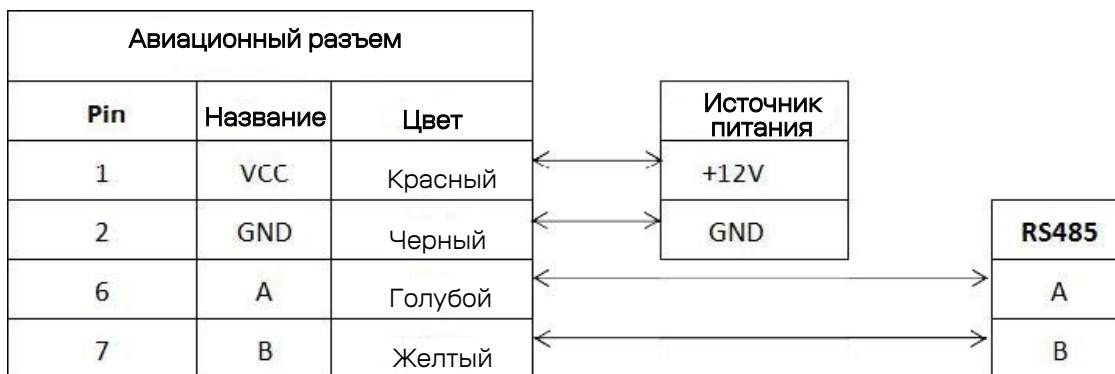 Авиационный разъем
Pin Название Цвет Источник
питания
1 VCC Красный +12V
2 GND Черный GND RS485
6 A Голубой A
7 B Желтый B